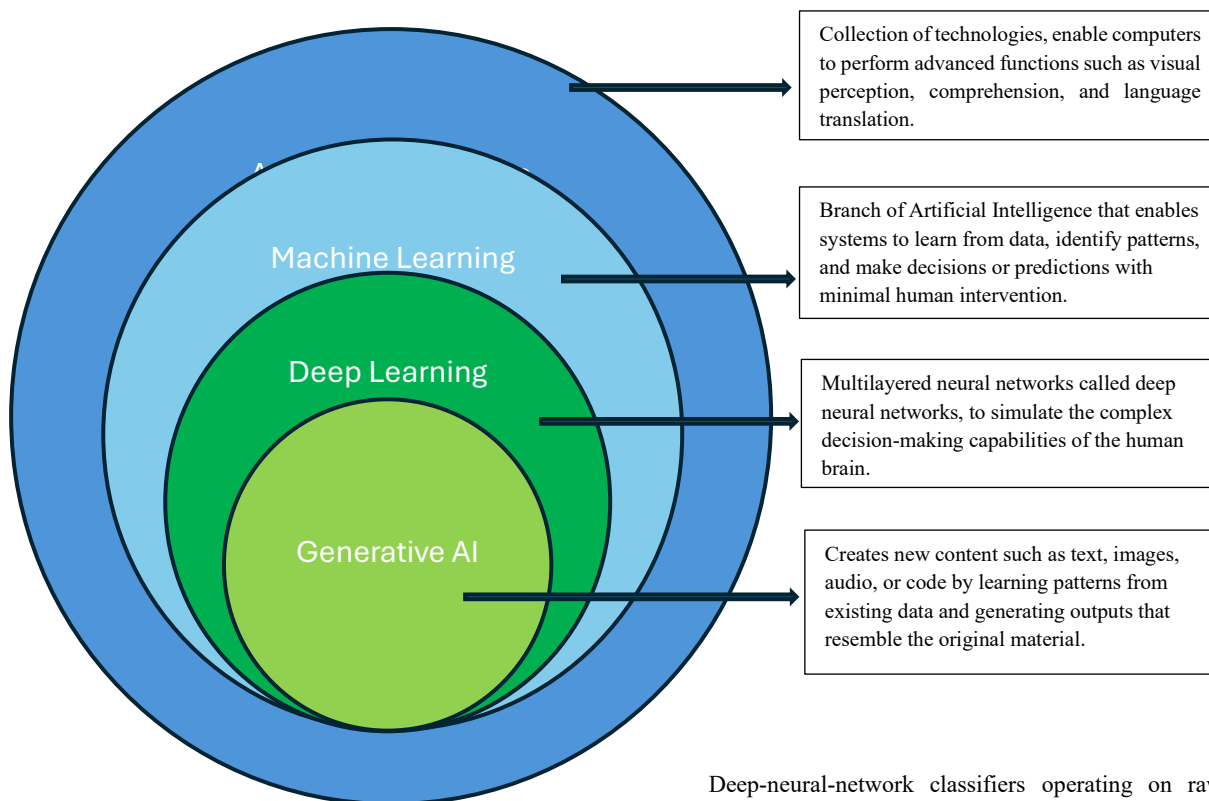 Collection of technologies, enable computers
to perform advanced functions such as visual
perception, comprehension, and language
translation.
Machine Learning
Branch of Artificial Intelligence that enables
systems to learn from data, identify patterns,
and make decisions or predictions with
minimal human intervention.
Deep Learning
Multilayered neural networks called deep
neural networks, to simulate the complex
decision-making capabilities of the human
brain.
Generative AI
Creates new content such as text, images,
audio, or code by learning patterns from
existing data and generating outputs that
resemble the original material.
Deep-neural-network classifiers operating on